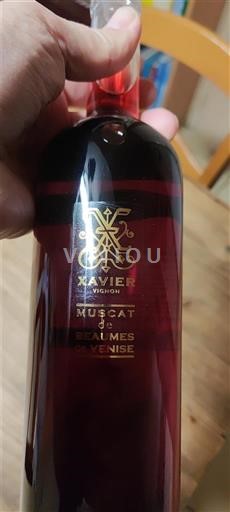 XAVIER
VIGNON
MUSCAT
de
BEAUMES
DE VENISE